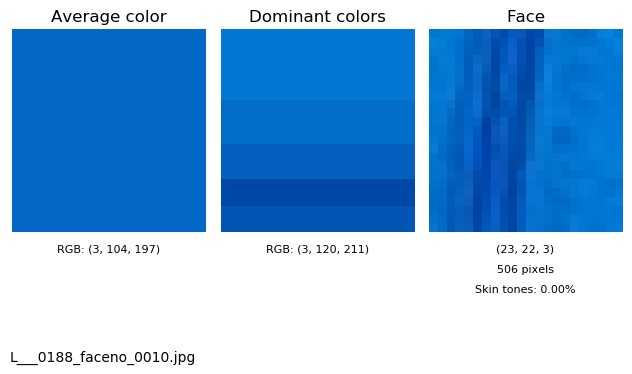 Average color
Dominant colors
Face
RGB: (3, 104, 197)
RGB: (3, 120, 211)
(23, 22, 3)
506 pixels
Skin tones: 0.00%
L___0188_faceno_0010.jpg